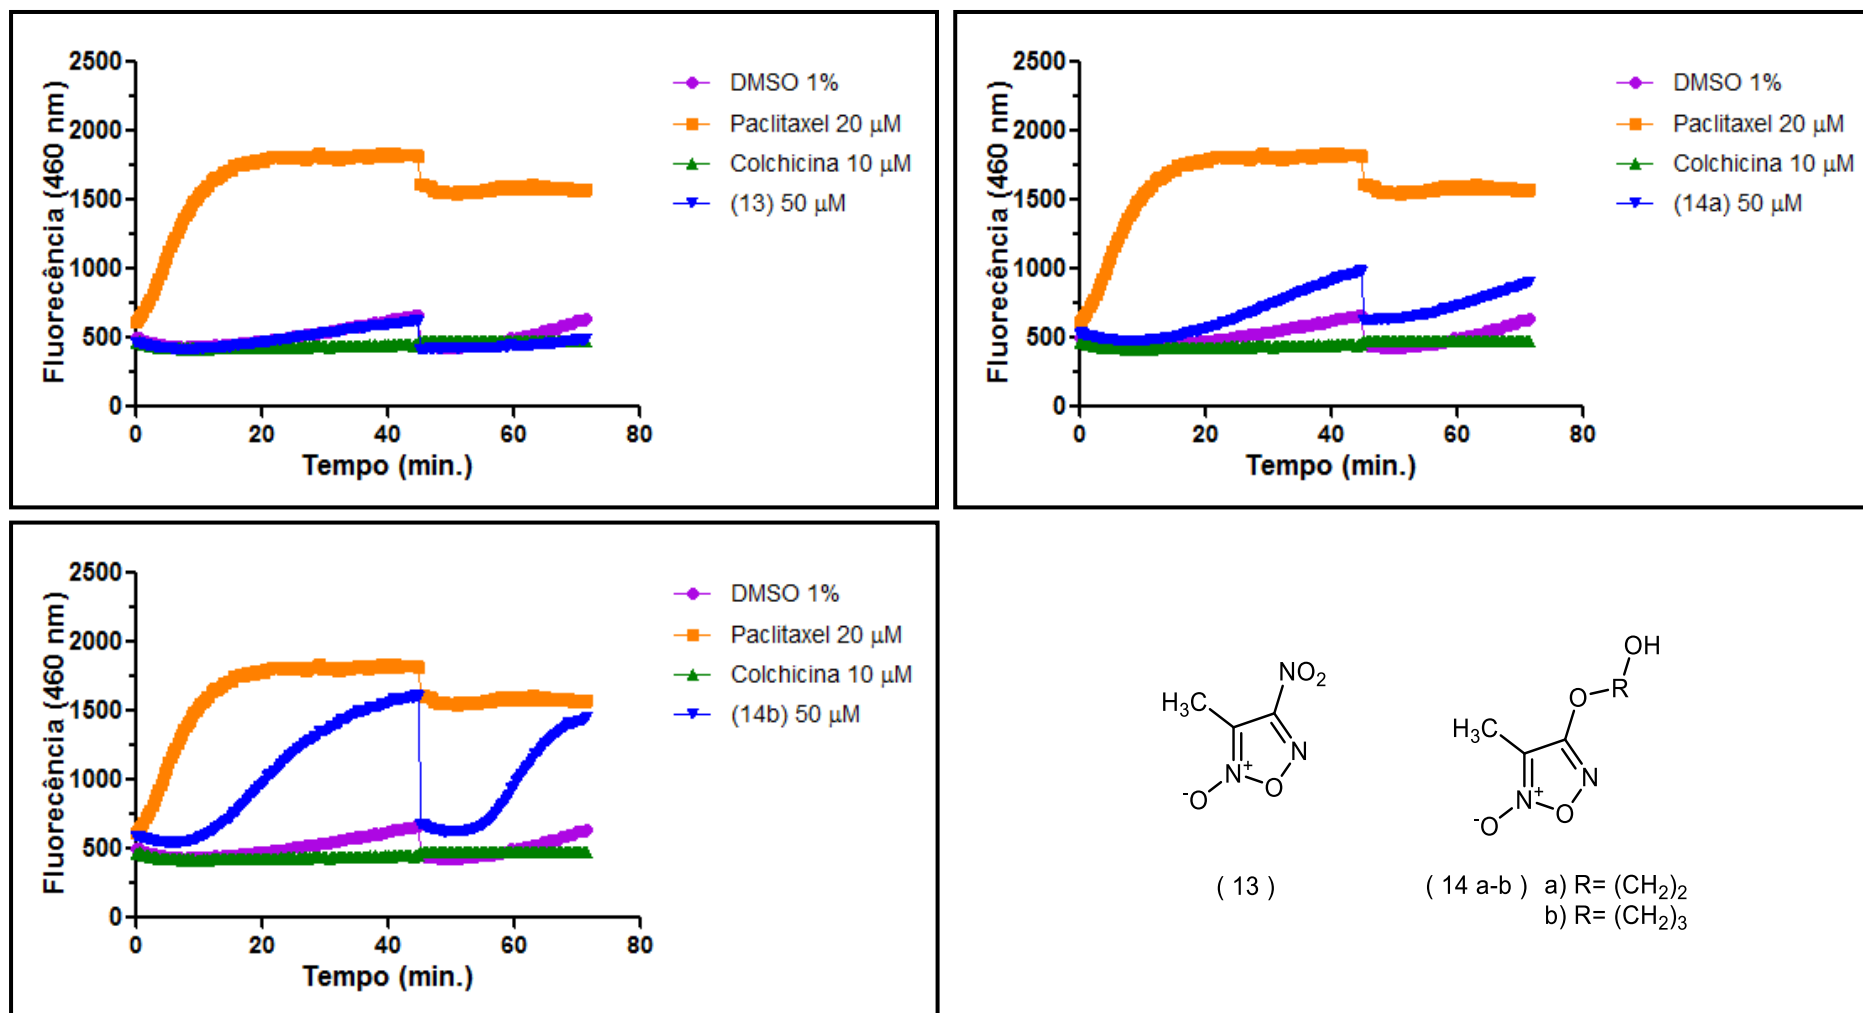 2500
2000
1500
1000
500
0
Fluorecência (460 nm)
0 20 40 60 80
Tempo (min.)
DMSO 1%
Paclitaxel 20 μM
Colchicina 10 μM
(13) 50 μM
2500
2000
1500
1000
500
0
Fluorecência (460 nm)
0 20 40 60 80
Tempo (min.)
DMSO 1%
Paclitaxel 20 μM
Colchicina 10 μM
(14a) 50 μM
2500
2000
1500
1000
500
0
Fluorecência (460 nm)
0 20 40 60 80
Tempo (min.)
DMSO 1%
Paclitaxel 20 μM
Colchicina 10 μM
(14b) 50 μM
NO2
H3C
N
N+
O
-O
( 13 )
OH
R
O
H3C
N
N+
O
-O
( 14 a-b ) a) R= (CH2)2
b) R= (CH2)3